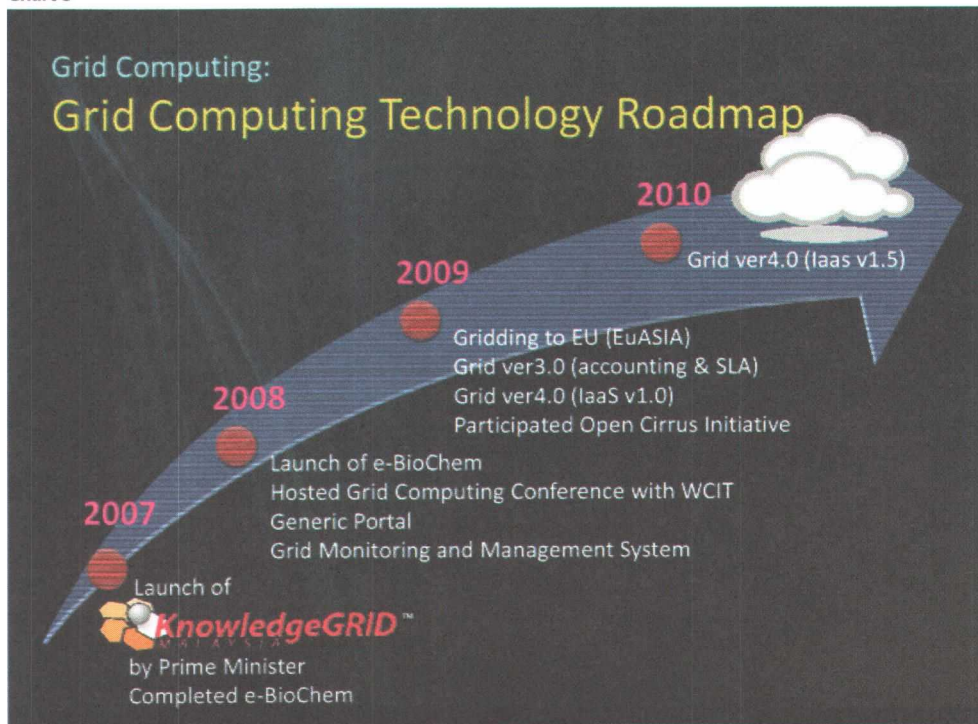 Grid Computing:
Grid Computing Technology Roadmap
2010
Grid ver4.0 (Iaas v1.5)
2009
Gridding to EU (EuASIA)
Grid ver3.0 (accounting & SLA)
Grid ver4.0 (IaaS v1.0)
Participated Open Cirrus Initiative
2008
Launch of e-BioChem
Hosted Grid Computing Conference with WCIT
Generic Portal
Grid Monitoring and Management System
2007
Launch of
KnowledgeGRID™
MALAYSIA
by Prime Minister
Completed e-BioChem